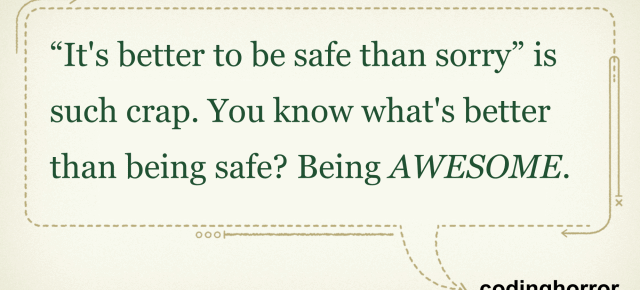 “It's better to be safe than sorry” is
such crap. You know what's better
than being safe? Being AWESOME.
codinghorror